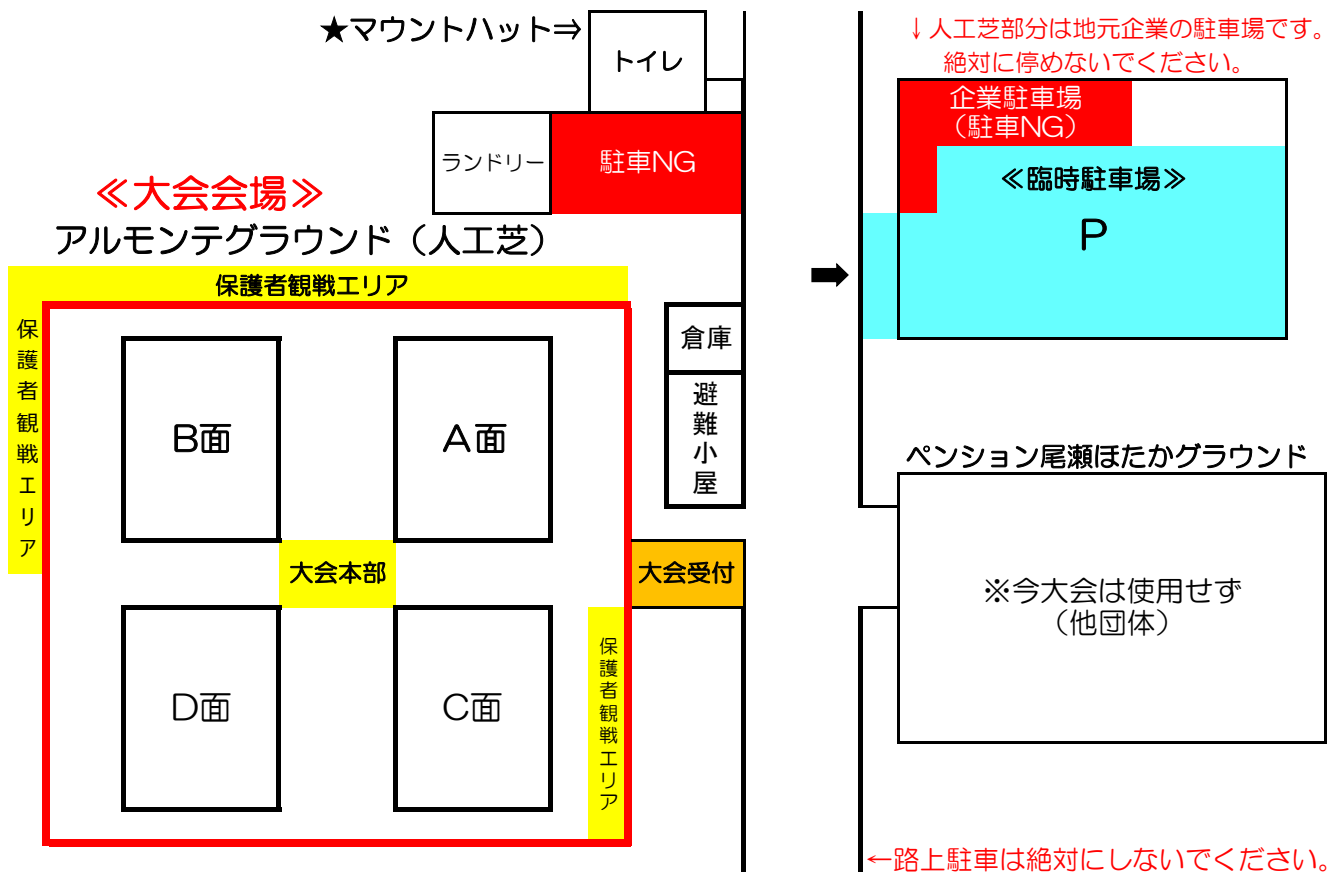 ★マウントハット⇒
トイレ
ランドリー
駐車NG
≪大会会場≫
アルモンテグラウンド（人工芝）
保護者観戦エリア
保護者観戦エリア
B面
A面
倉庫
避難小屋
大会本部
大会受付
D面
C面
保護者観戦エリア
↓人工芝部分は地元企業の駐車場です。
絶対に停めないでください。
企業駐車場
（駐車NG）
≪臨時駐車場≫
P
➡
ペンション尾瀬ほたかグラウンド
※今大会は使用せず
（他団体）
←路上駐車は絶対にしないでください。